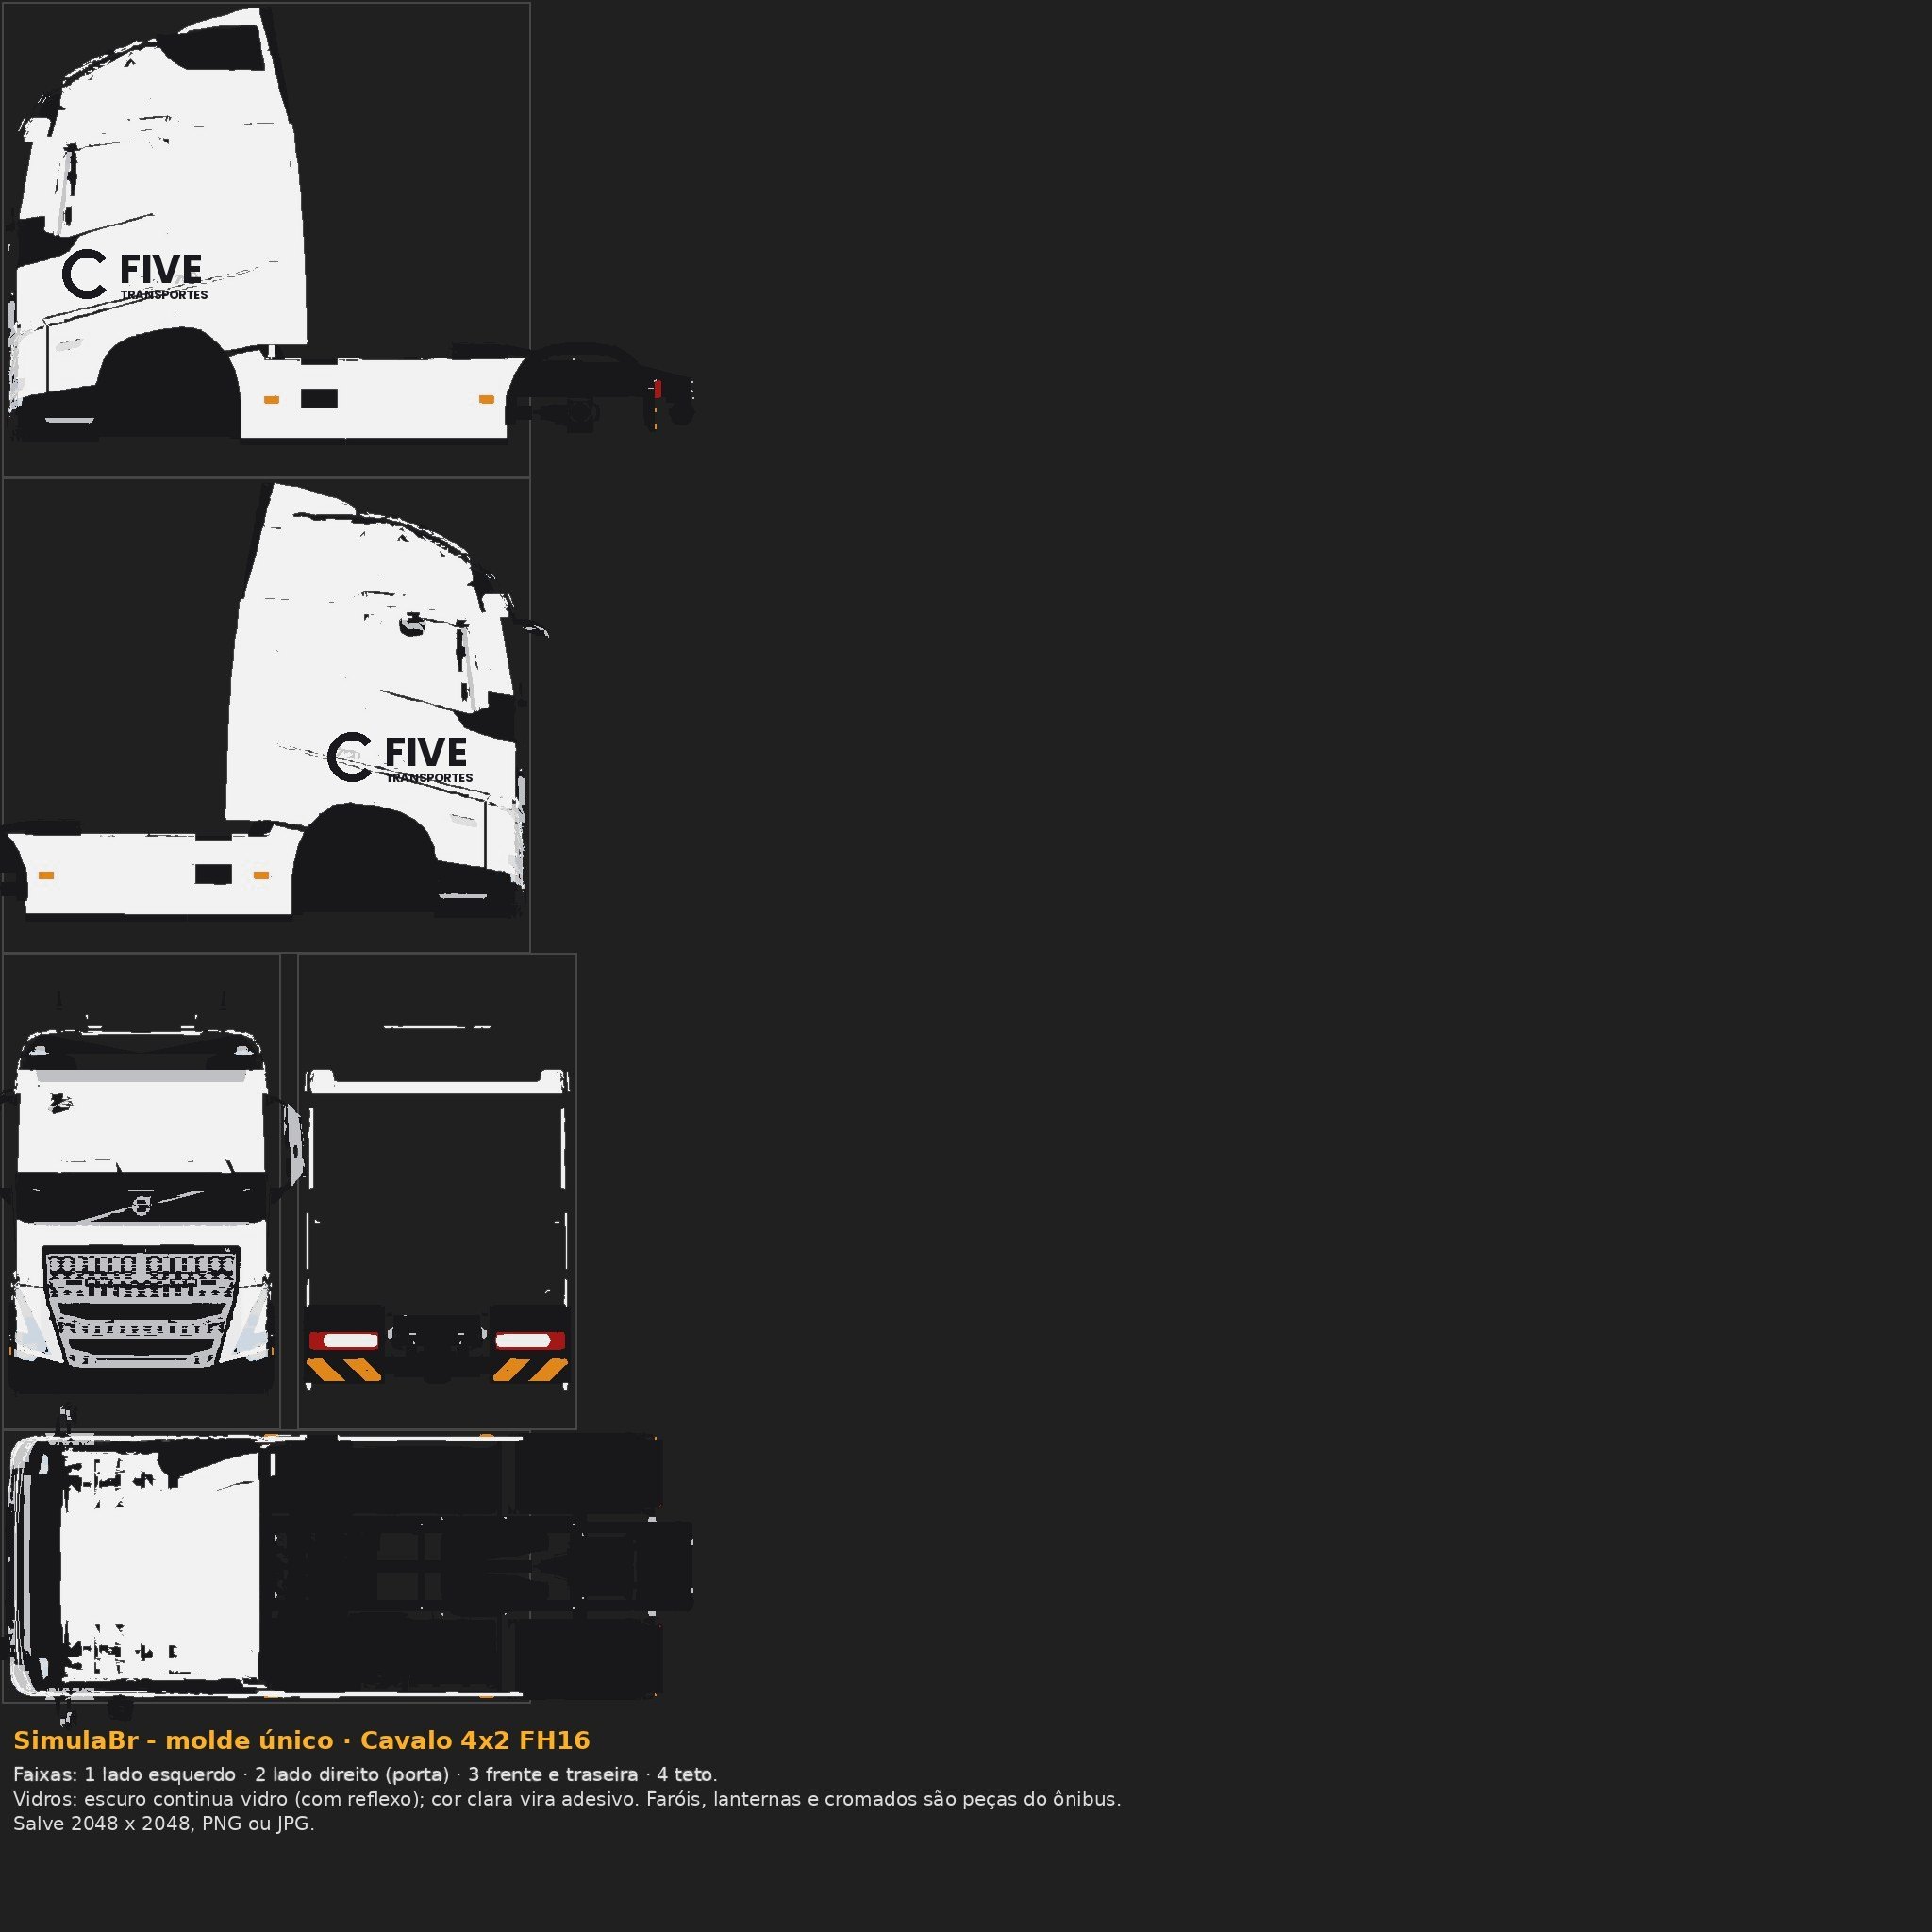 FIVE
TRANSPORTES
FIVE
TRANSPORTES
SimulaBr - molde único · Cavalo 4x2 FH16
Faixas: 1 lado esquerdo · 2 lado direito (porta) · 3 frente e traseira · 4 teto.
Vidros: escuro continua vidro (com reflexo); cor clara vira adesivo. Faróis, lanternas e cromados são peças do ônibus.
Salve 2048 x 2048, PNG ou JPG.